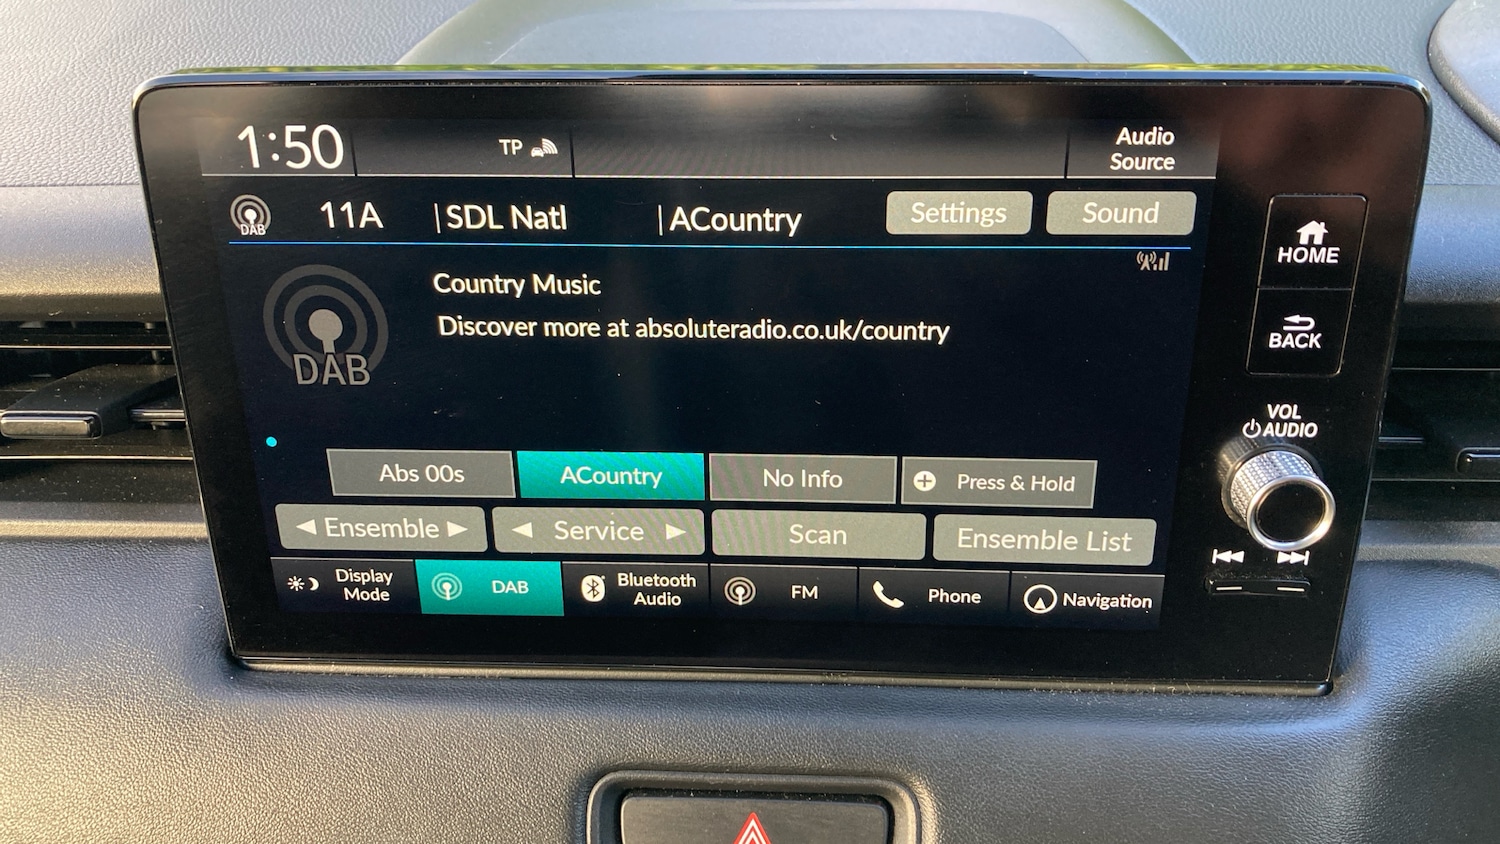 1:50
TP
Audio
Source
DAB
11A
|SDL Natl
|ACountry
Settings
Sound
Country Music
Discover more at absoluteradio.co.uk/country
DAB
Abs 00s
ACountry
No Info
Press & Hold
Ensemble
Service
Scan
Ensemble List
Display
Mode
DAB
Bluetooth
Audio
FM
Phone
Navigation
HOME
BACK
VOL
AUDIO